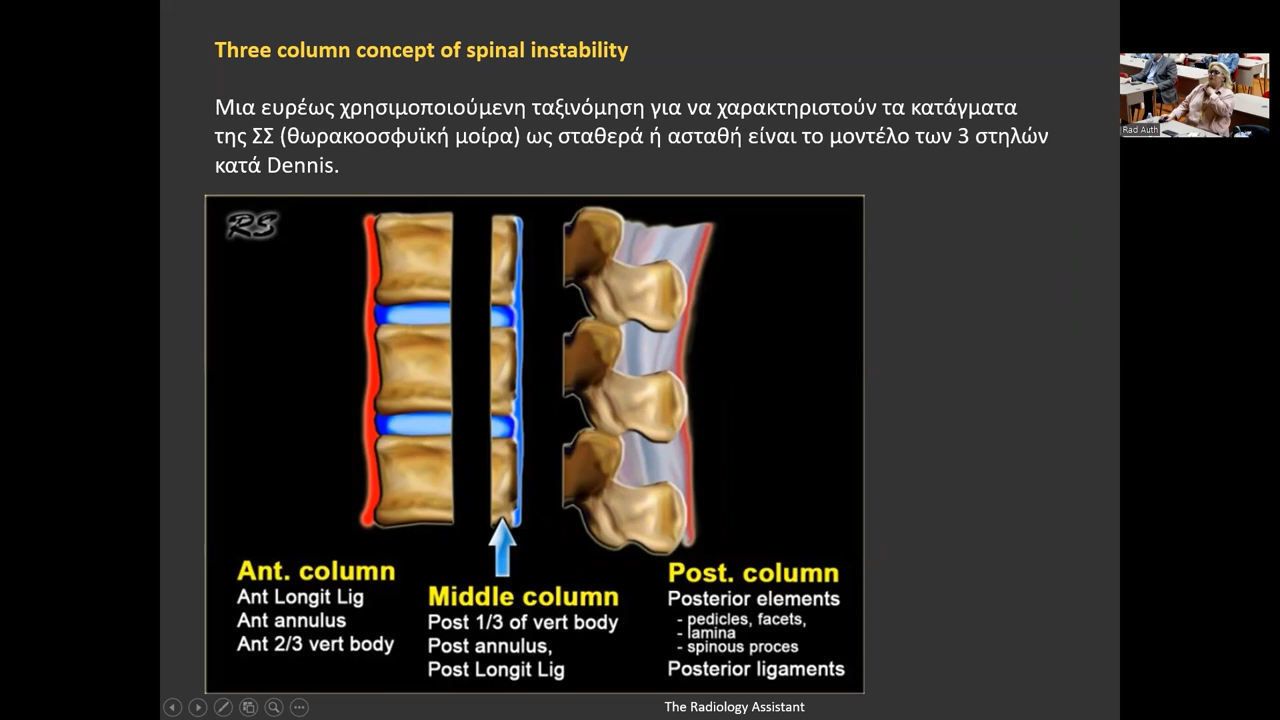 Three column concept of spinal instability
Μια ευρέως χρησιμοποιούμενη ταξινόμηση για να χαρακτηριστούν τα κατάγματα
της ΣΣ (θωρακοοσφυϊκή μοίρα) ως σταθερά ή ασταθή είναι το μοντέλο των 3 στηλών
κατά Dennis.
RS
Ant. column
Ant Longit Lig
Ant annulus
Ant 2/3 vert body
Middle column
Post 1/3 of vert body
Post annulus,
Post Longit Lig
Post. column
Posterior elements
- pedicles, facets,
- lamina
- spinous proces
Posterior ligaments
The Radiology Assistant
Rad Auth